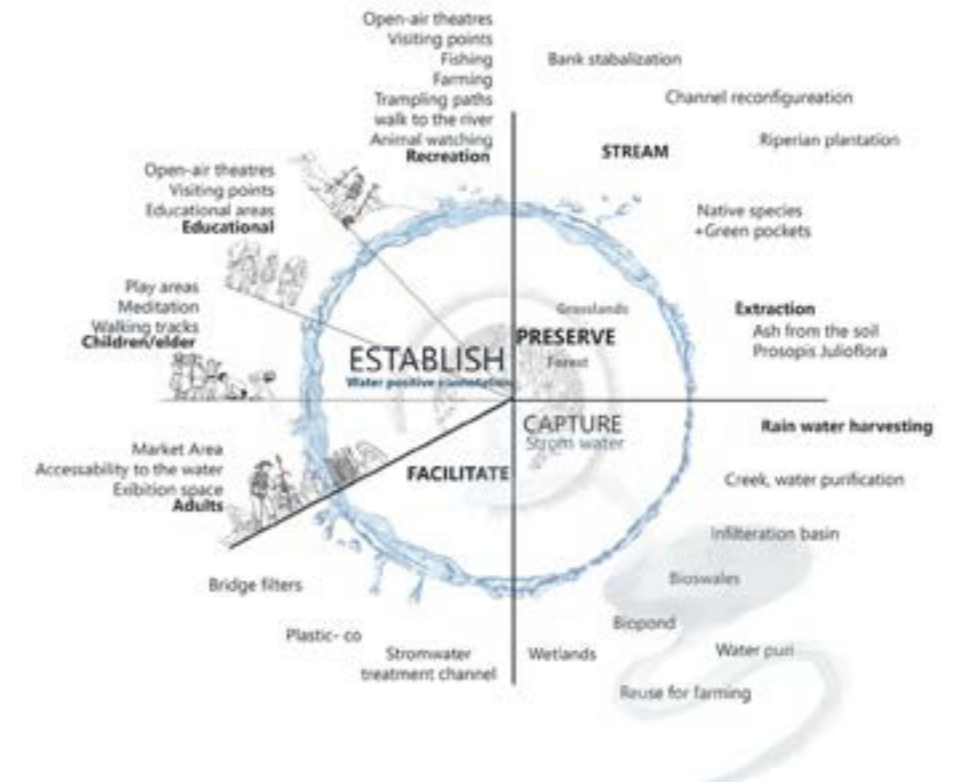 Open-air theatres
Visiting points
Fishing
Farming
Trampling paths
walk to the river
Animal watching
Recreation
Bank stabalization
Channel reconfigureation
Riperian plantation
STREAM
Native species
+Green pockets
Open-air theatres
Visiting points
Educational areas
Educational
Play areas
Meditation
Walking tracks
Children/elder
Grasslands
PRESERVE
Forest
Extraction
Ash from the soil
Prosopis Julioflora
ESTABLISH
Water positive connotation
CAPTURE
Strom water
Rain water harvesting
FACILITATE
Market Area
Accessability to the water
Exibition space
Adults
Creek, water purification
Infilteration basin
Bioswales
Biopond
Water puri
Reuse for farming
Bridge filters
Plastic- co
Stromwater
treatment channel
Wetlands